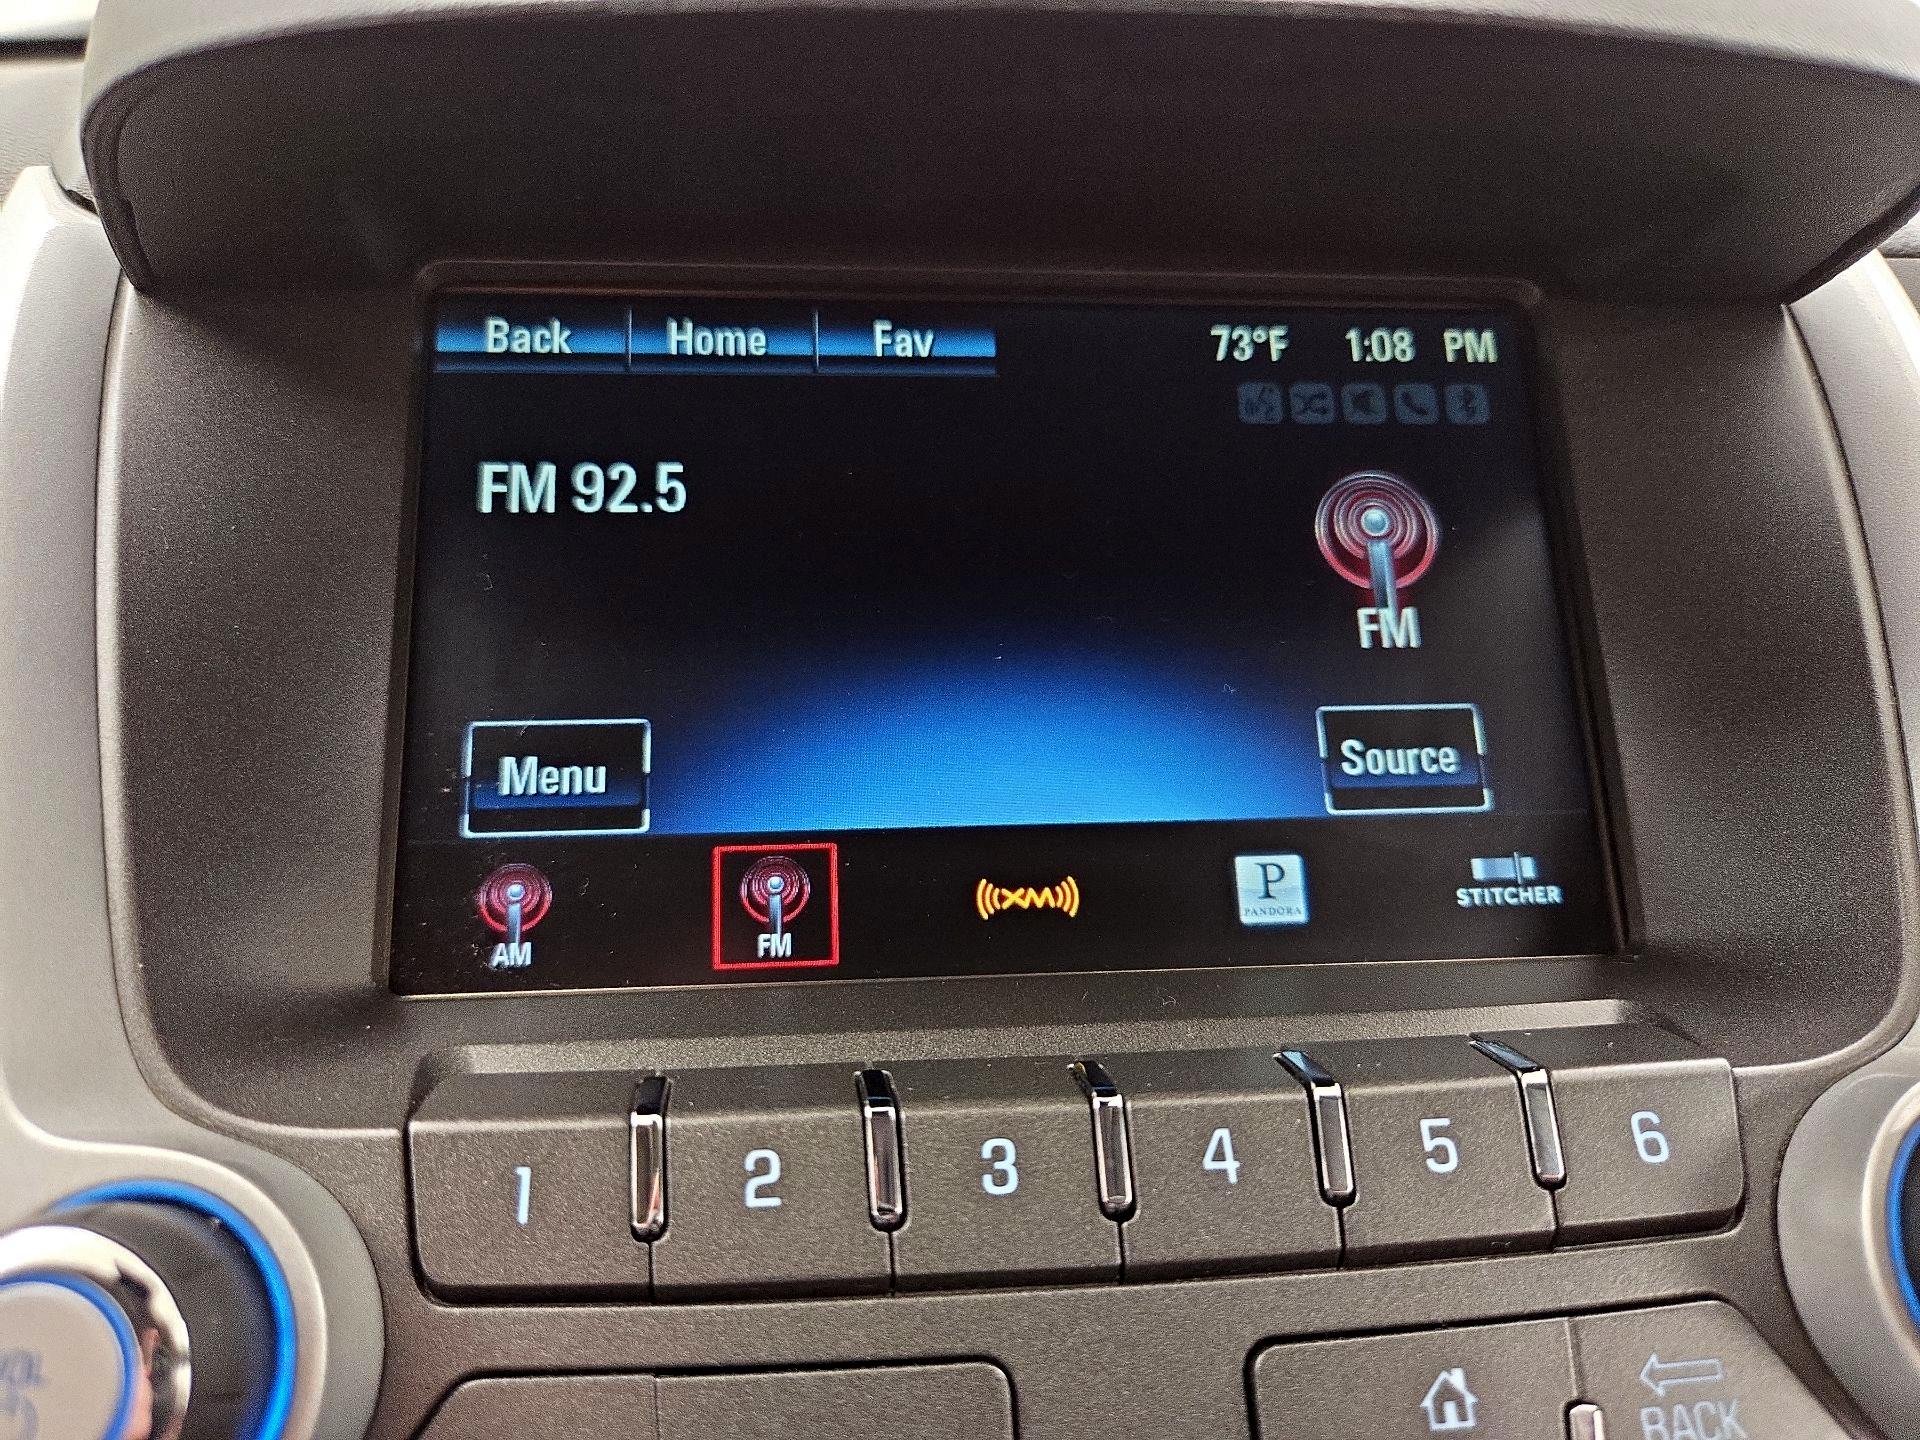 Back Home Fav 73°F 1:08 PM
FM 92.5
FM
Menu Source
AM FM XM P PANDORA STITCHER
1 2 3 4 5 6
VOL
BACK